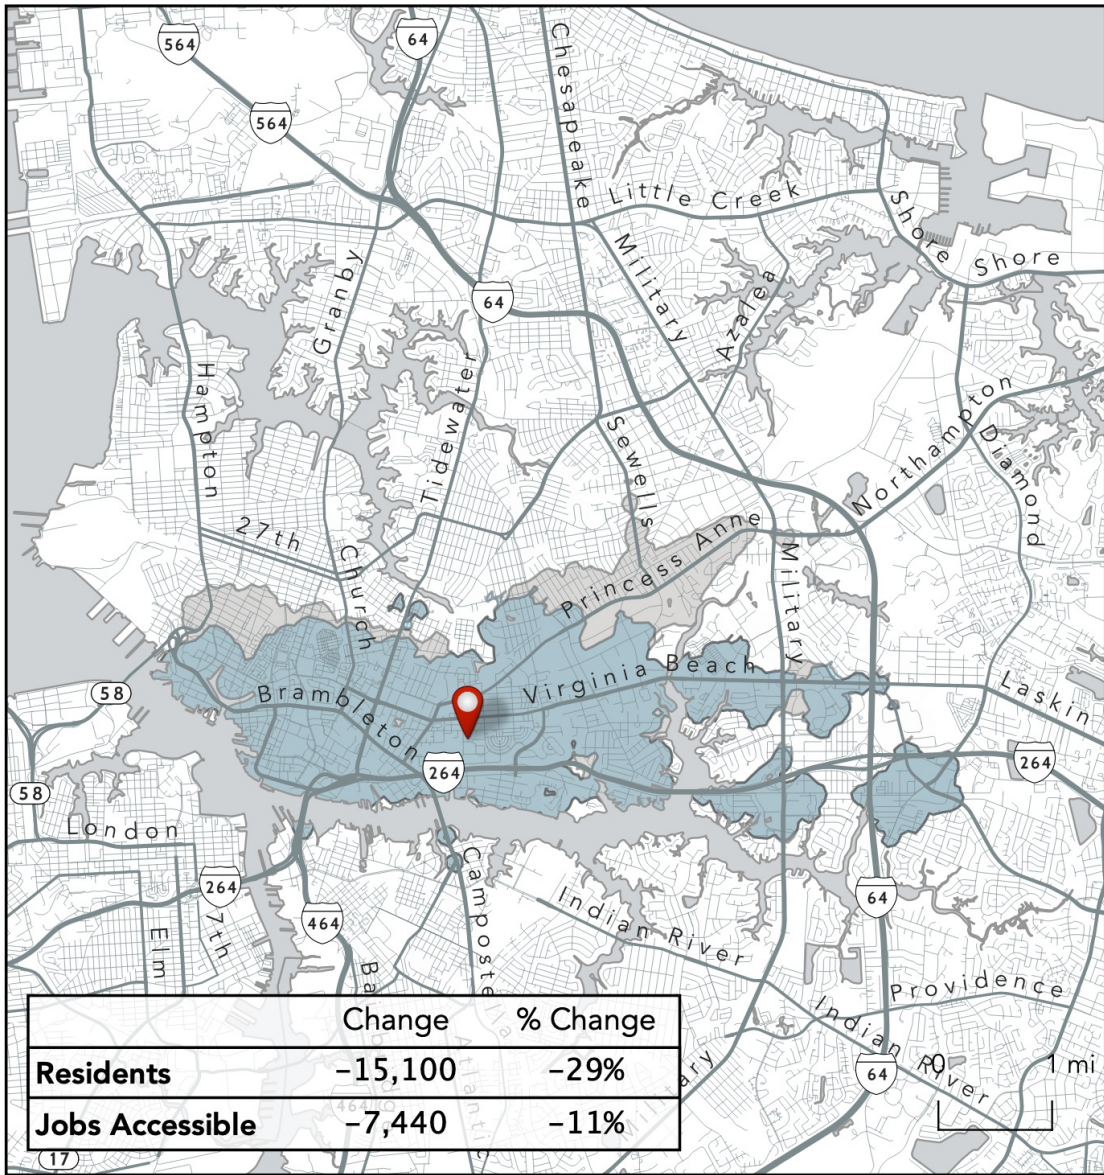 564
64
564
Chesapeake
Little Creek
Shore
Shore
Military
Azalea
Granby
64
Hampton
Tidewater
Sewells
Northampton
Diamond
27th
Church
Princess Anne
Military
58
Brambleton
Virginia Beach
Laskin
264
264
58
London
264
7th
Elm
464
Campostel
Indian River
64
Providence
Indian River
64
0 1 mi
Military
17
Change % Change
Residents −15,100 −29%
Jobs Accessible −7,440 −11%
464